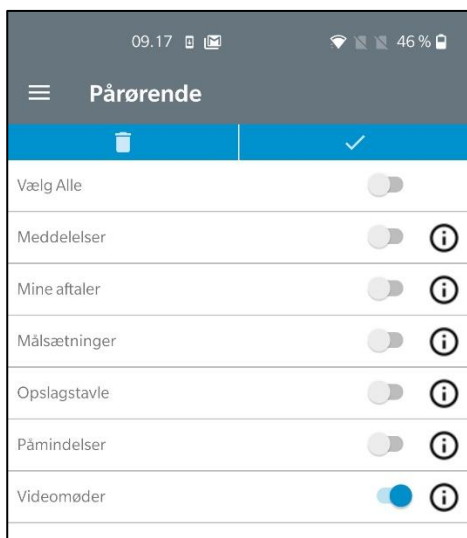 09.17 46 %
Pårørende
Vælg Alle
Meddelelser
Mine aftaler
Målsætninger
Opslagstavle
Påmindelser
Videomøder